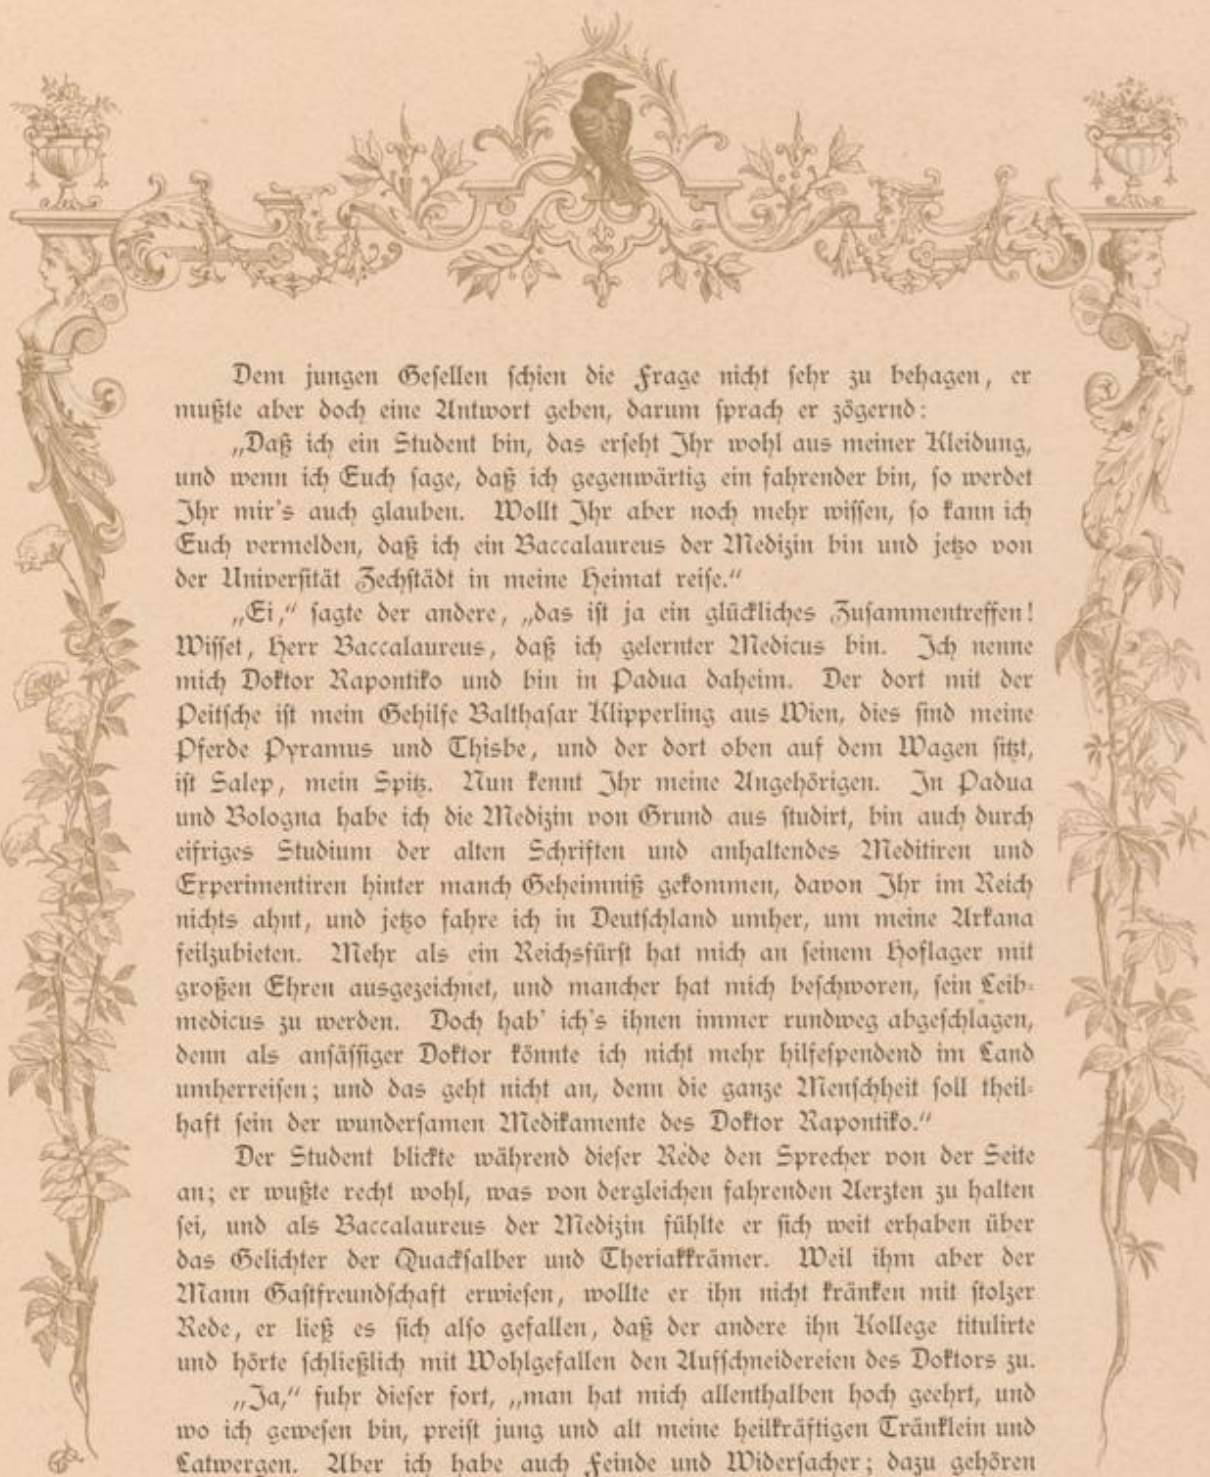 Dem jungen Gesellen schien die Frage nicht sehr zu behagen, er
mußte aber doch eine Antwort geben, darum sprach er zögernd:
„Daß ich ein Student bin, das erseht Ihr wohl aus meiner Kleidung,
und wenn ich Euch sage, daß ich gegenwärtig ein fahrender bin, so werdet
Ihr mir's auch glauben. Wollt Ihr aber noch mehr wissen, so kann ich
Euch vermelden, daß ich ein Baccalaureus der Medizin bin und jetzo von
der Universität Zechstädt in meine Heimat reise.“
„Ei,“ sagte der andere, „das ist ja ein glückliches Zusammentreffen!
Wisset, Herr Baccalaureus, daß ich gelernter Medicus bin. Ich nenne
mich Doktor Rapontiko und bin in Padua daheim. Der dort mit der
Peitsche ist mein Gehilfe Balthasar Klipperling aus Wien, dies sind meine
Pferde Pyramus und Thisbe, und der dort oben auf dem Wagen sitzt,
ist Salep, mein Spitz. Nun kennt Ihr meine Angehörigen. In Padua
und Bologna habe ich die Medizin von Grund aus studirt, bin auch durch
eifriges Studium der alten Schriften und anhaltendes Meditiren und
Experimentiren hinter manch Geheimniß gekommen, davon Ihr im Reich
nichts ahnt, und jetzo fahre ich in Deutschland umher, um meine Arkana
feilzubieten. Mehr als ein Reichsfürst hat mich an seinem Hoflager mit
großen Ehren ausgezeichnet, und mancher hat mich beschworen, sein Leib-
medicus zu werden. Doch hab' ich's ihnen immer rundweg abgeschlagen,
denn als ansässiger Doktor könnte ich nicht mehr hilfespendend im Land
umherreisen; und das geht nicht an, denn die ganze Menschheit soll theil-
haft sein der wundersamen Medikamente des Doktor Rapontiko.“
Der Student blickte während dieser Rede den Sprecher von der Seite
an; er wußte recht wohl, was von dergleichen fahrenden Aerzten zu halten
sei, und als Baccalaureus der Medizin fühlte er sich weit erhaben über
das Gelichter der Quacksalber und Theriakkrämer. Weil ihm aber der
Mann Gastfreundschaft erwiesen, wollte er ihn nicht kränken mit stolzer
Rede, er ließ es sich also gefallen, daß der andere ihn Kollege titulirte
und hörte schließlich mit Wohlgefallen den Aufschneidereien des Doktors zu.
„Ja,“ fuhr dieser fort, „man hat mich allenthalben hoch geehrt, und
wo ich gewesen bin, preist jung und alt meine heilkräftigen Tränklein und
Latwergen. Aber ich habe auch Feinde und Widersacher; dazu gehören